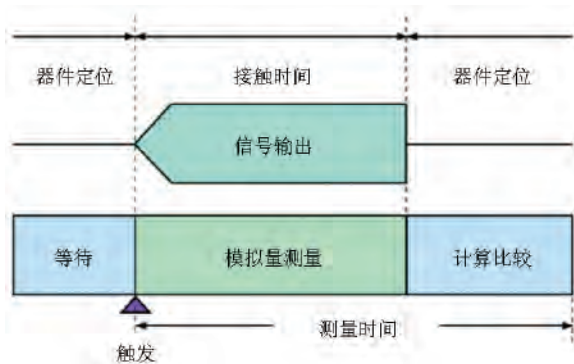 器件定位 接触时间 器件定位
信号输出
等待 模拟量测量 计算比较
测量时间
触发